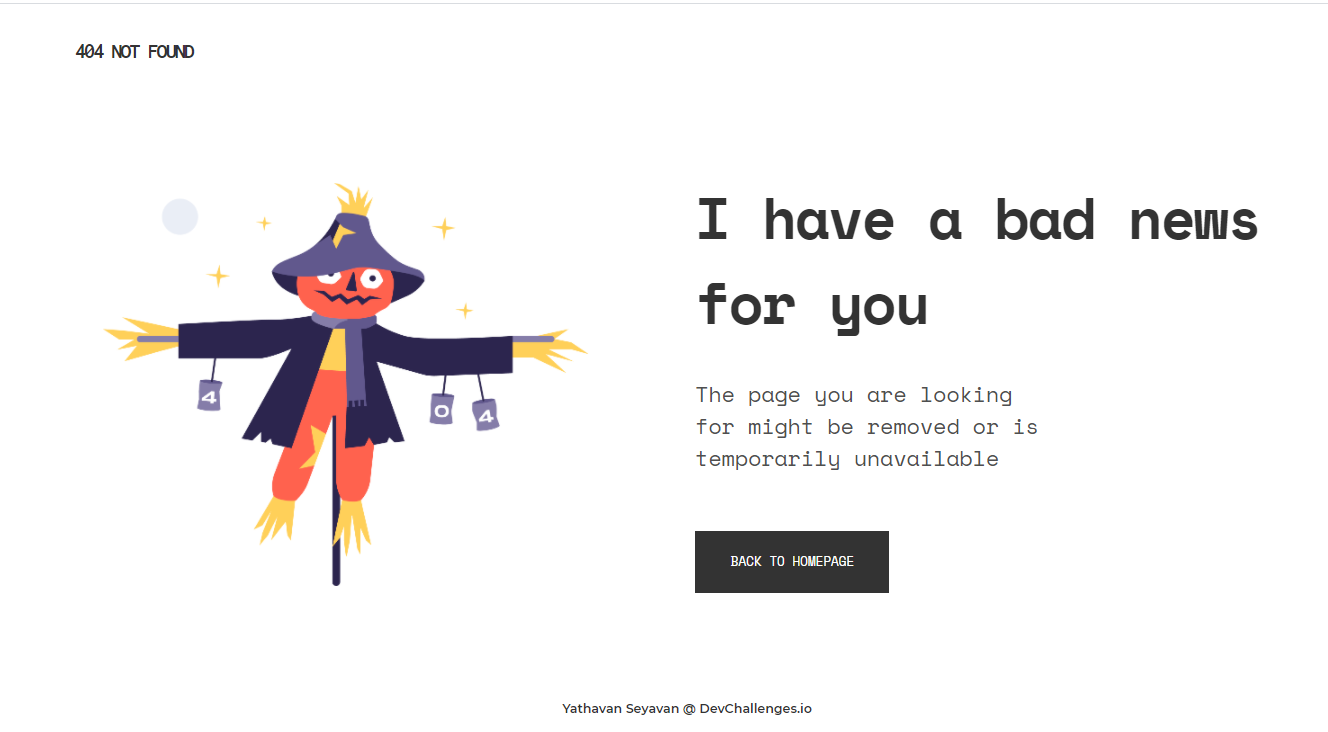 404 NOT FOUND
I have a bad news
for you
4
0
4
The page you are looking
for might be removed or is
temporarily unavailable
BACK TO HOMEPAGE
Yathavan Seyavan @ DevChallenges.io